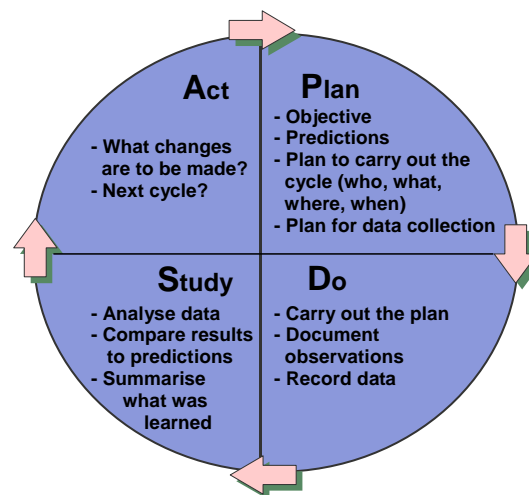 Act
- What changes
are to be made?
- Next cycle?
Plan
- Objective
- Predictions
- Plan to carry out the
cycle (who, what,
where, when)
- Plan for data collection
Study
- Analyse data
- Compare results
to predictions
- Summarise
what was
learned
Do
- Carry out the plan
- Document
observations
- Record data